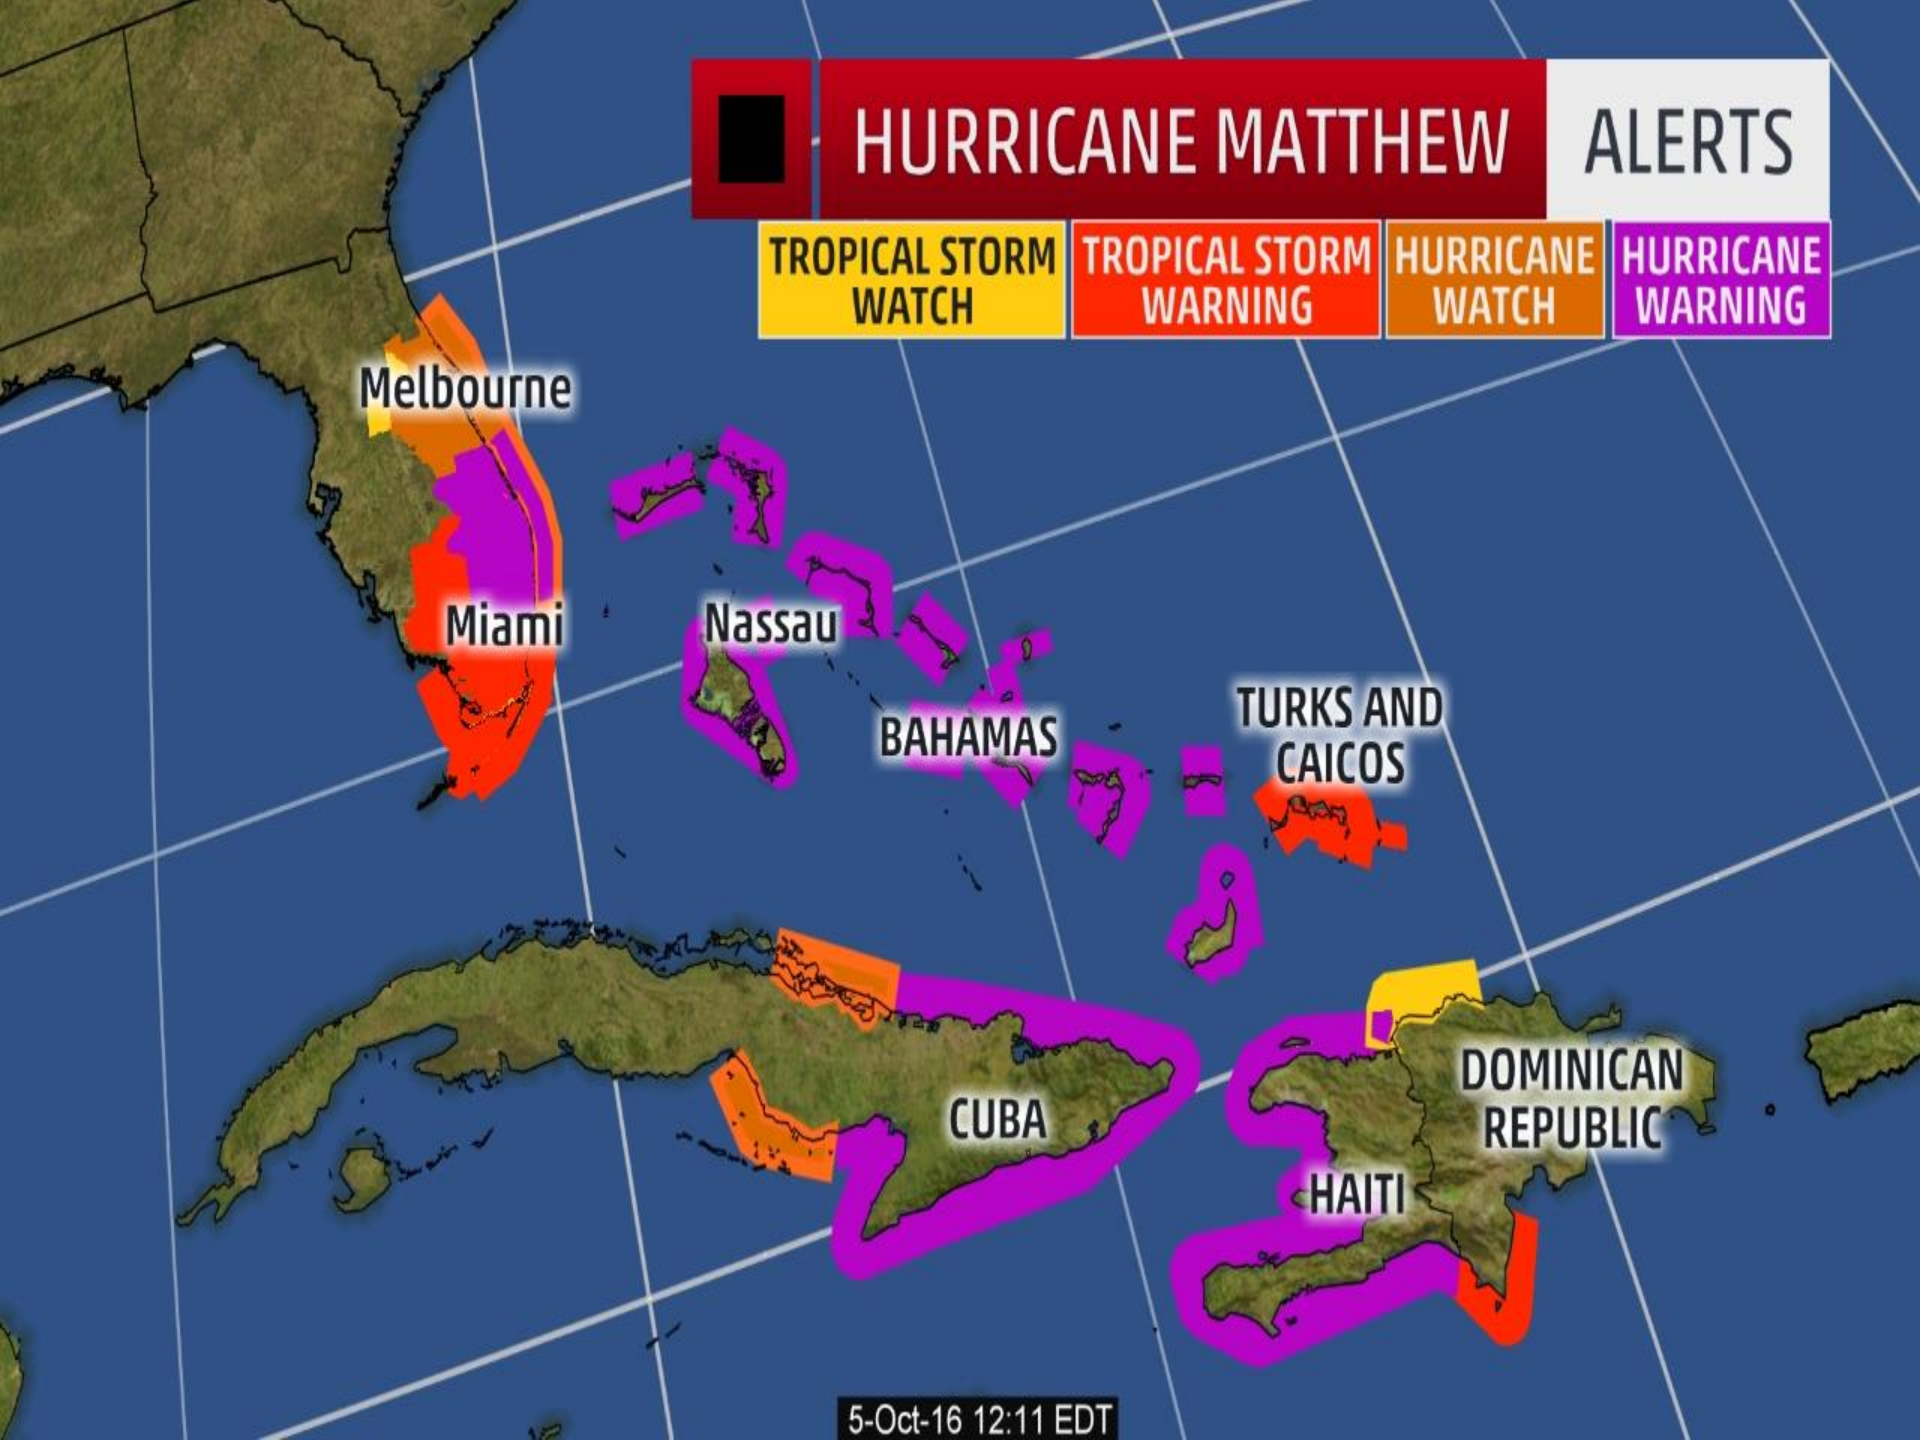 HURRICANE MATTHEW ALERTS
TROPICAL STORM
WATCH
TROPICAL STORM
WARNING
HURRICANE
WATCH
HURRICANE
WARNING
Melbourne
Miami
Nassau
BAHAMAS
TURKS AND
CAICOS
CUBA
HAITI
DOMINICAN
REPUBLIC
5-Oct-16 12:11 EDT